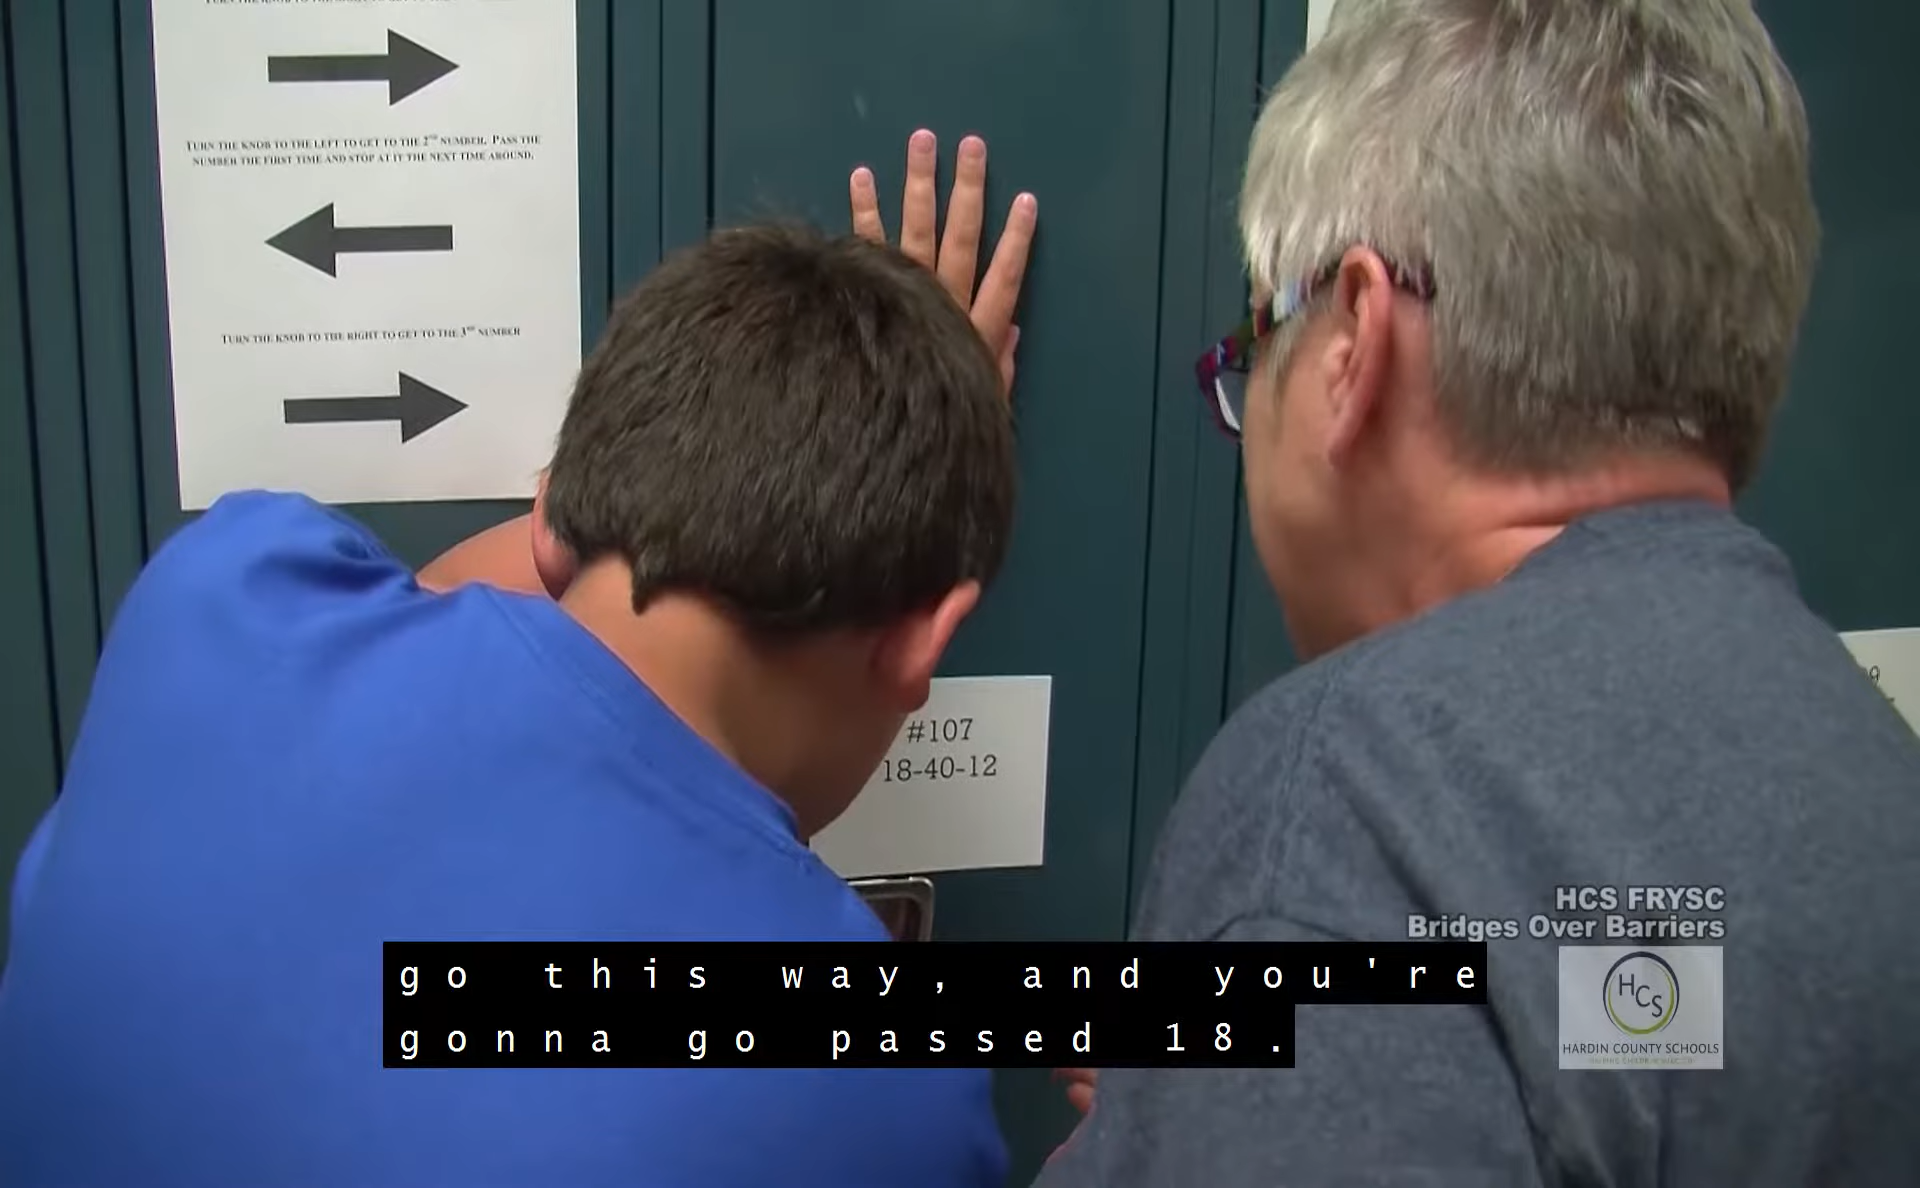 TURN THE KNOB TO THE LEFT TO GET TO THE 2ND NUMBER. PASS THE
NUMBER THE FIRST TIME AND STOP AT IT THE NEXT TIME AROUND.
TURN THE KNOB TO THE RIGHT TO GET TO THE 3RD NUMBER
#107
18-40-12
9
HCS FRYSC
Bridges Over Barriers
go this way, and you're
gonna go passed 18.
HCS
HARDIN COUNTY SCHOOLS